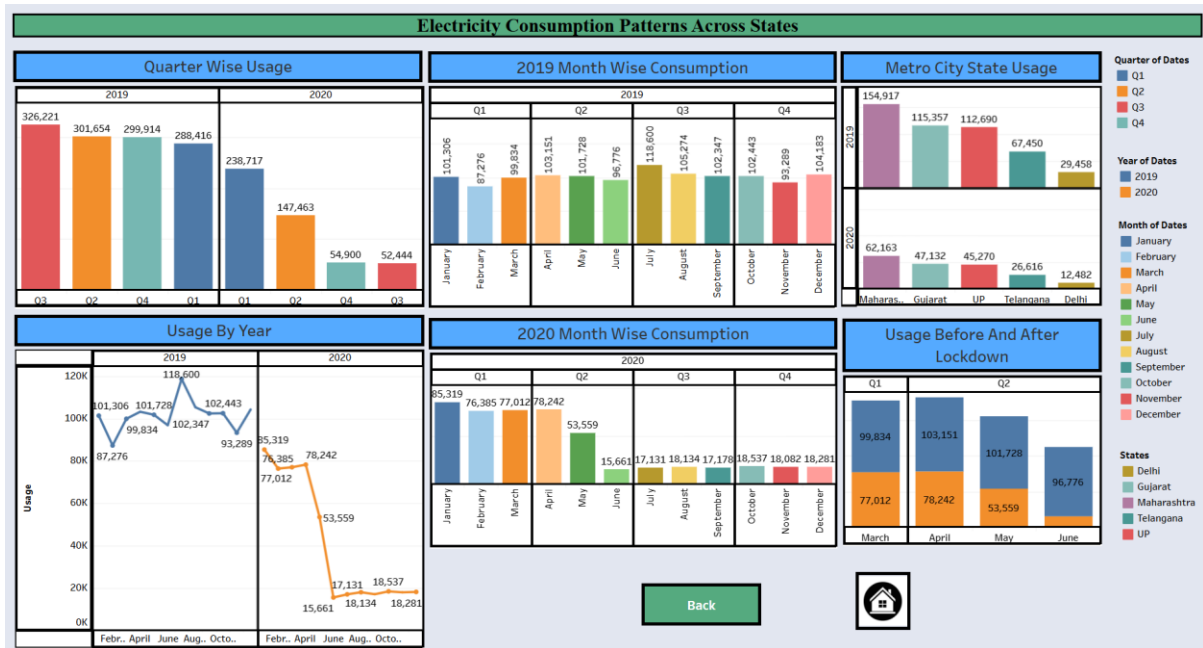 Electricity Consumption Patterns Across States
Quarter Wise Usage
2019 2020
326,221
301,654
299,914
288,416
238,717
147,463
54,900
52,444
Q3 Q2 Q4 Q1 Q1 Q2 Q4 Q3
2019 Month Wise Consumption
2019
Q1 Q2 Q3 Q4
101,306
87,276
99,834
103,151
101,728
96,776
118,600
105,274
102,347
102,443
93,289
104,183
January
February
March
April
May
June
July
August
September
October
November
December
Metro City State Usage
2019
154,917
115,357
112,690
67,450
29,458
2020
62,163
47,132
45,270
26,616
12,482
Maharas.. Gujarat UP Telangana Delhi
Usage By Year
2019 2020
Usage
120K
100K
80K
60K
40K
20K
0K
118,600
101,306
101,728
102,443
99,834
102,347
93,289
87,276
85,319
76,385
78,242
77,012
53,559
17,131
18,537
15,661
18,134
18,281
Febr.. April June Aug.. Octo..
Febr.. April June Aug.. Octo..
2020 Month Wise Consumption
2020
Q1 Q2 Q3 Q4
85,319
76,385
77,012
78,242
53,559
15,661
17,131
18,134
17,178
18,537
18,082
18,281
January
February
March
April
May
June
July
August
September
October
November
December
Usage Before And After
Lockdown
Q1 Q2
99,834
103,151
101,728
96,776
77,012
78,242
53,559
March April May June
Back
Quarter of Dates
Q1
Q2
Q3
Q4
Year of Dates
2019
2020
Month of Dates
January
February
March
April
May
June
July
August
September
October
November
December
States
Delhi
Gujarat
Maharashtra
Telangana
UP